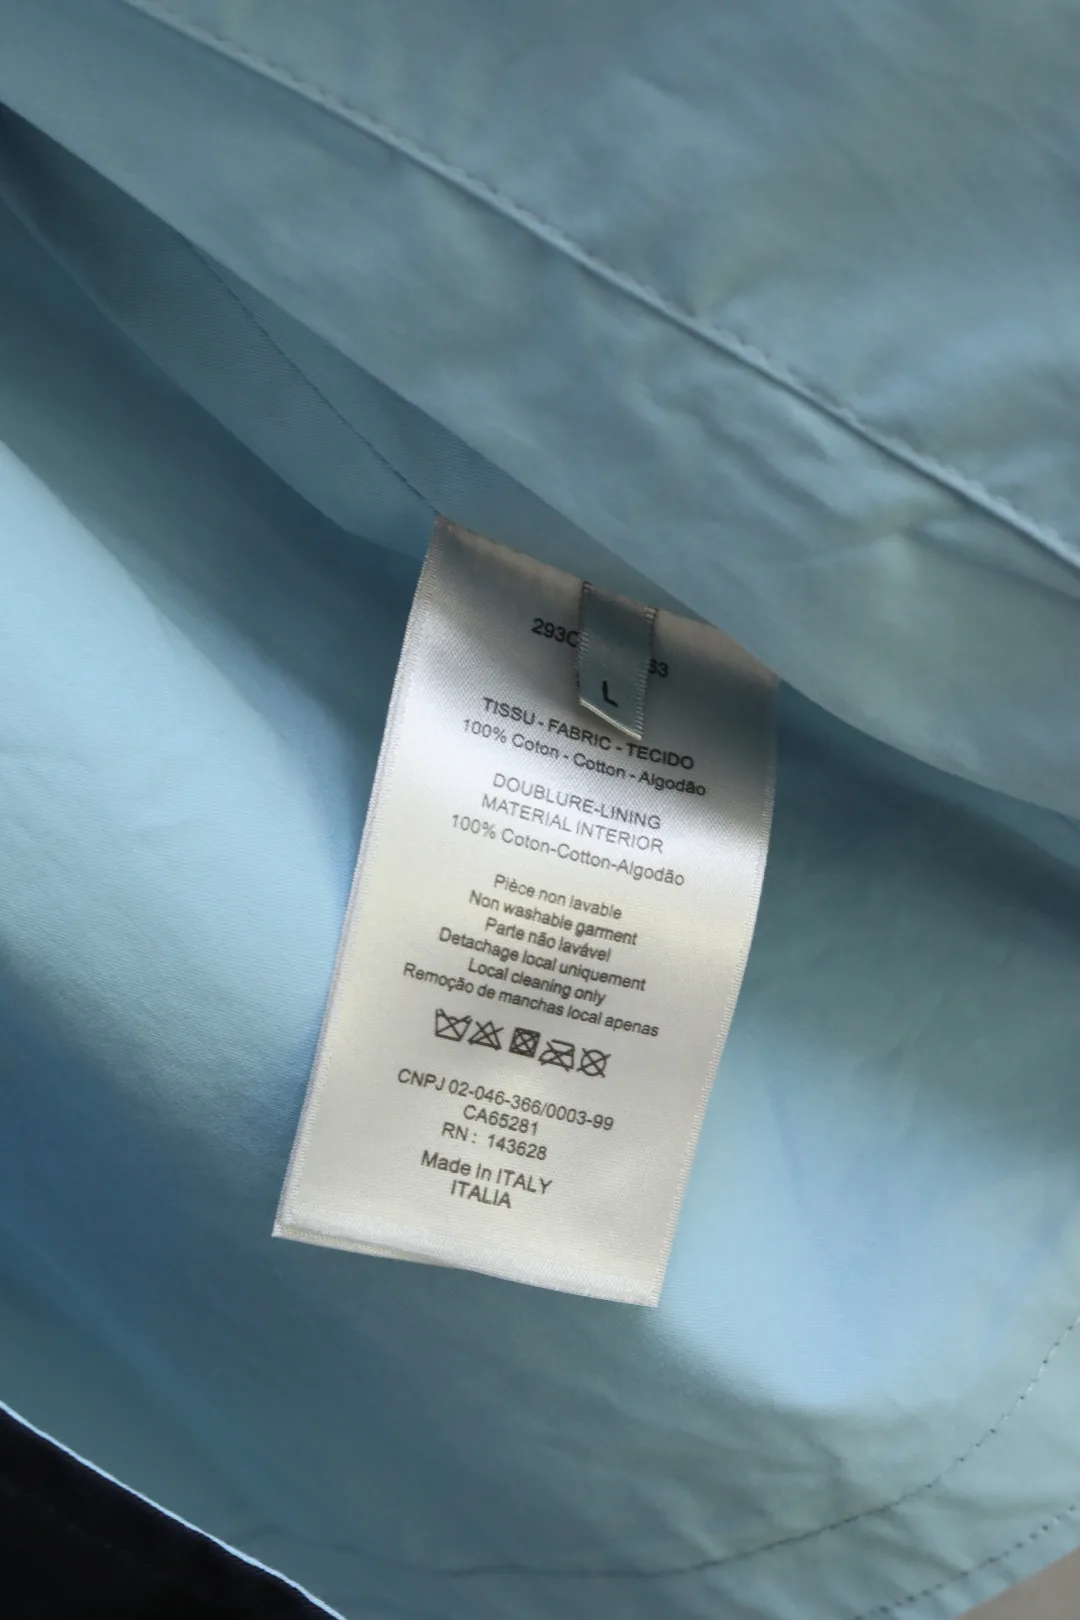 L
TISSU - FABRIC - TECIDO
100% Coton - Cotton - Algodão
DOUBLURE-LINING
MATERIAL INTERIOR
100% Coton-Cotton-Algodão
Pièce non lavable
Non washable garment
Parte não lavável
Detachage local uniquement
Local cleaning only
Remoção de manchas local apenas
CNPJ 02-046-366/0003-99
CA65281
RN : 143628
Made In ITALY
ITALIA